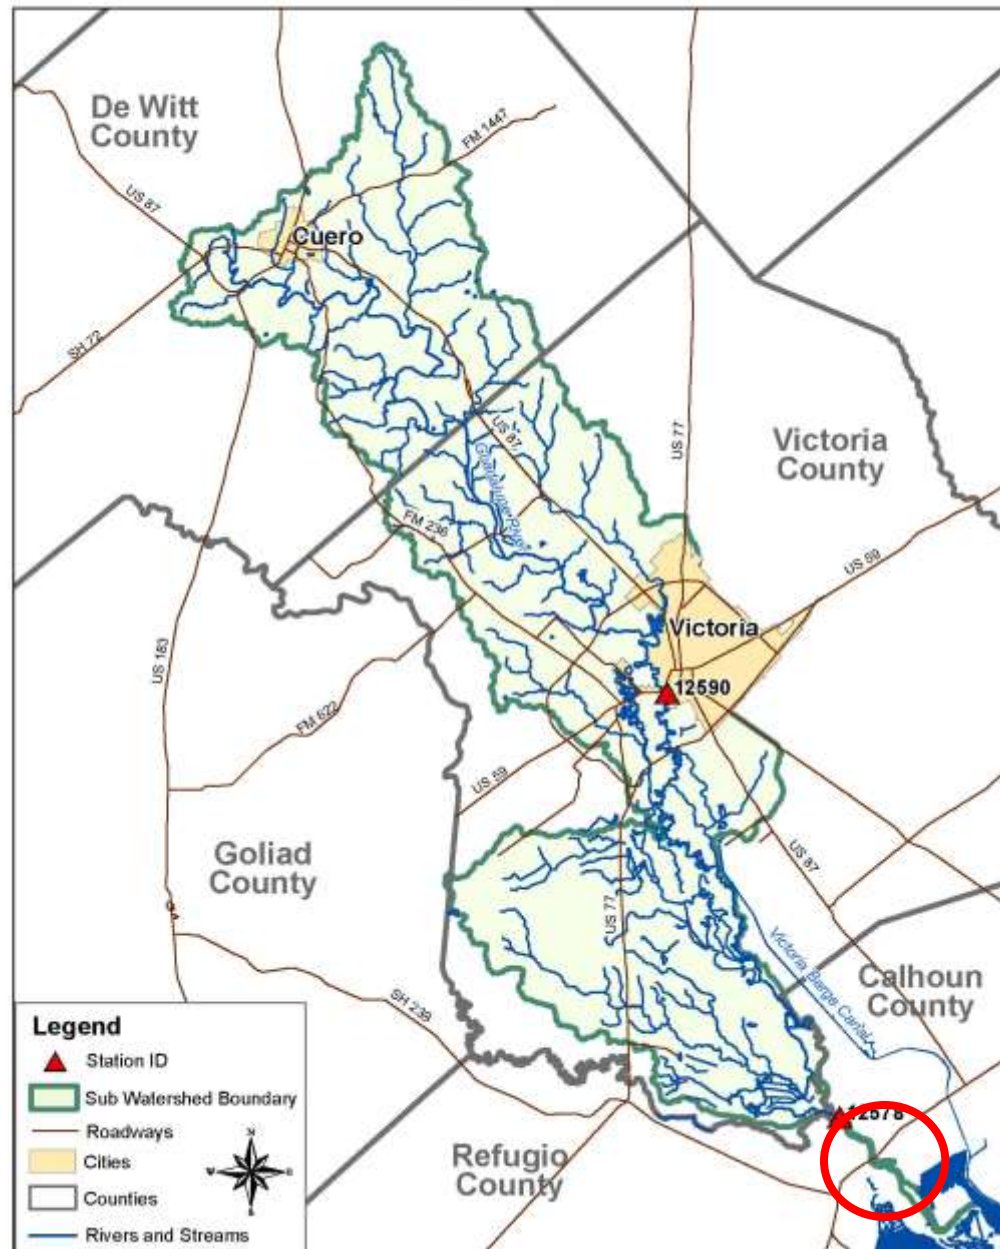 De Witt
County
FM 1447
US 87
Cuero
SH 72
US 87
US 77
Victoria
County
Guadalupe River
FM 236
US 59
Victoria
12590
US 183
FM 622
US 59
Goliad
County
US 87
US 77
Victoria Barge Canal
Calhoun
County
SH 239
12578
Refugio
County
Legend
Station ID
Sub Watershed Boundary
Roadways
Cities
Counties
Rivers and Streams
N
W
E
S